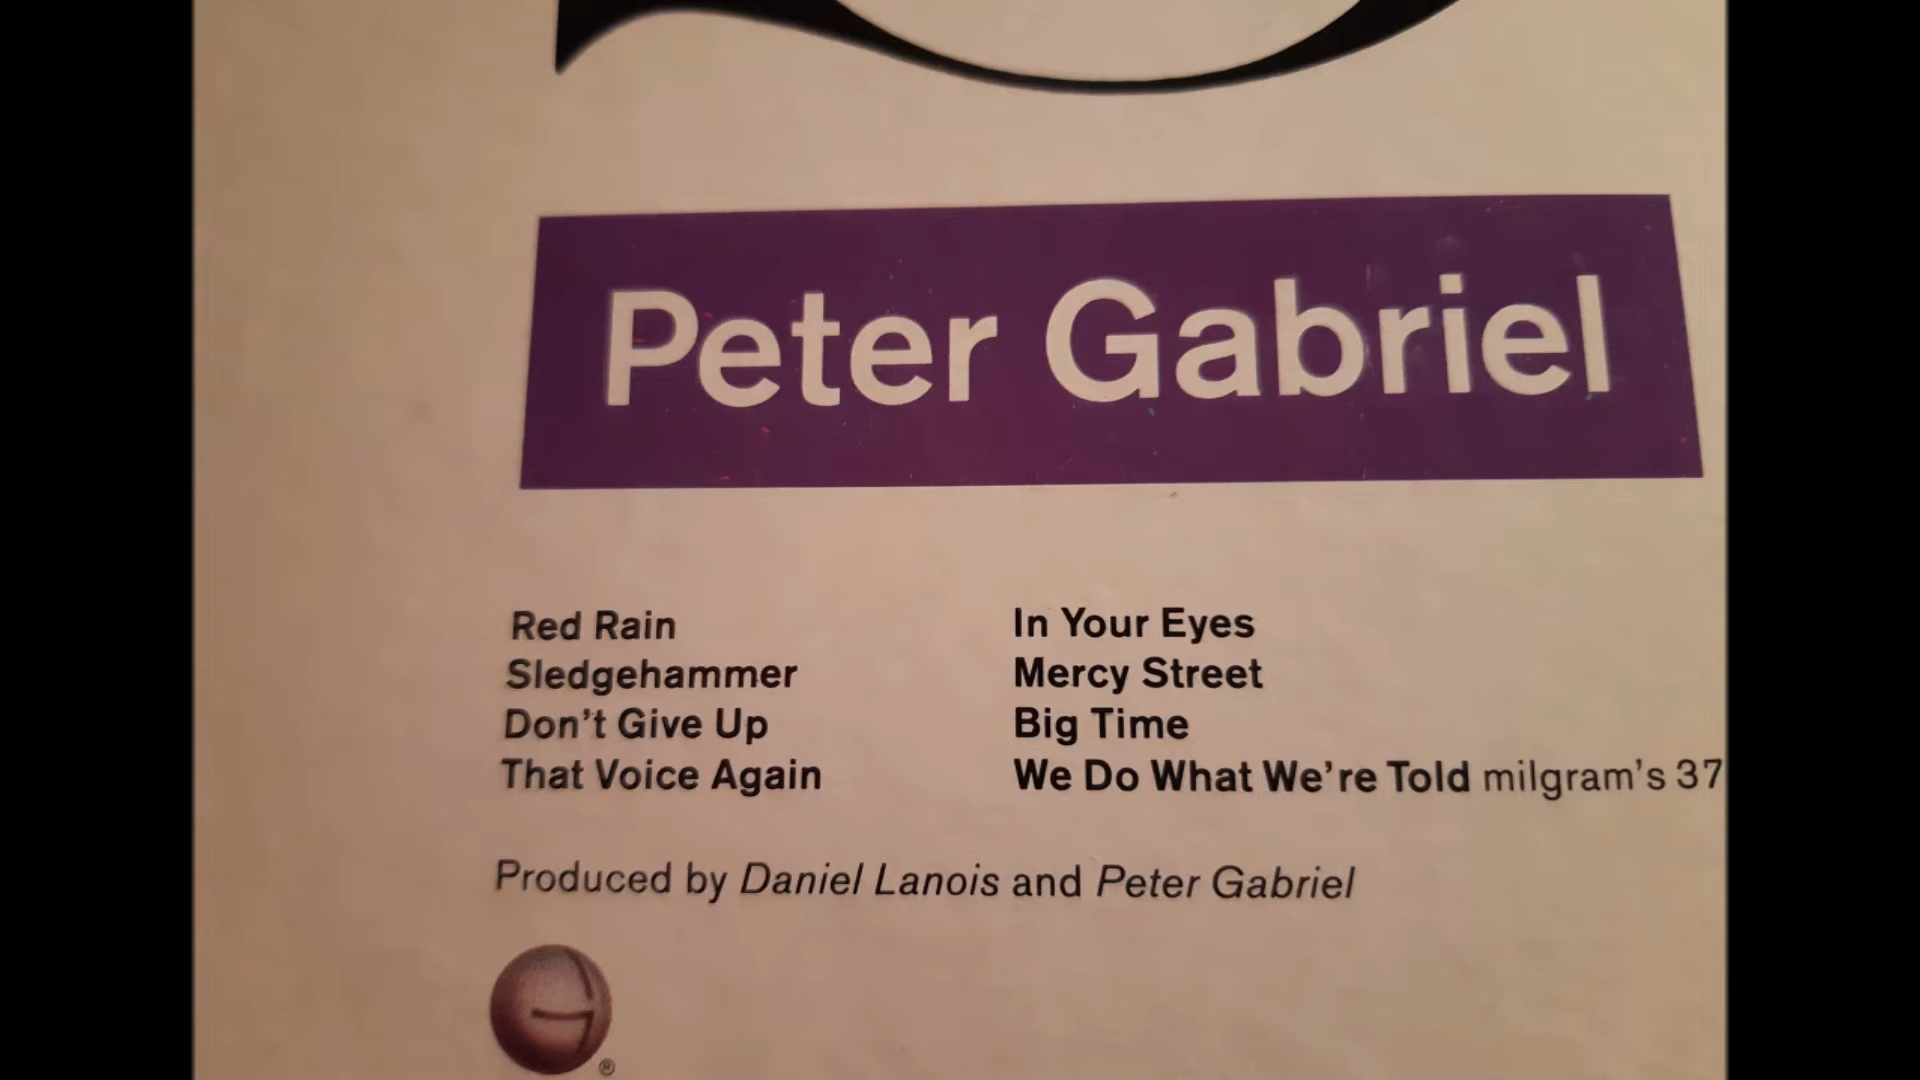 Peter Gabriel
Red Rain
Sledgehammer
Don't Give Up
That Voice Again
In Your Eyes
Mercy Street
Big Time
We Do What We're Told milgram's 37
Produced by Daniel Lanois and Peter Gabriel
®